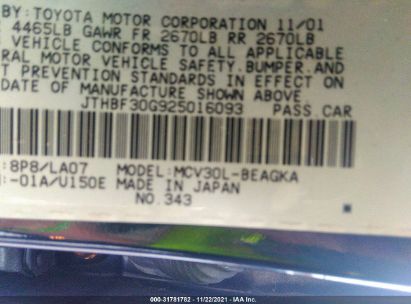 BY: TOYOTA MOTOR CORPORATION 11/01
4465LB GAWR FR 2670LB RR 2670LB
VEHICLE CONFORMS TO ALL APPLICABLE
RAL MOTOR VEHICLE SAFETY, BUMPER, AND
T PREVENTION STANDARDS IN EFFECT ON
DATE OF MANUFACTURE SHOWN ABOVE.
JTHBF30G925016093 PASS. CAR
:8P8/LA07 MODEL:MCV30L-BEAGKA
-01A/U150E MADE IN JAPAN
NO.343
000-31781782 - 11/22/2021 - IAA Inc.